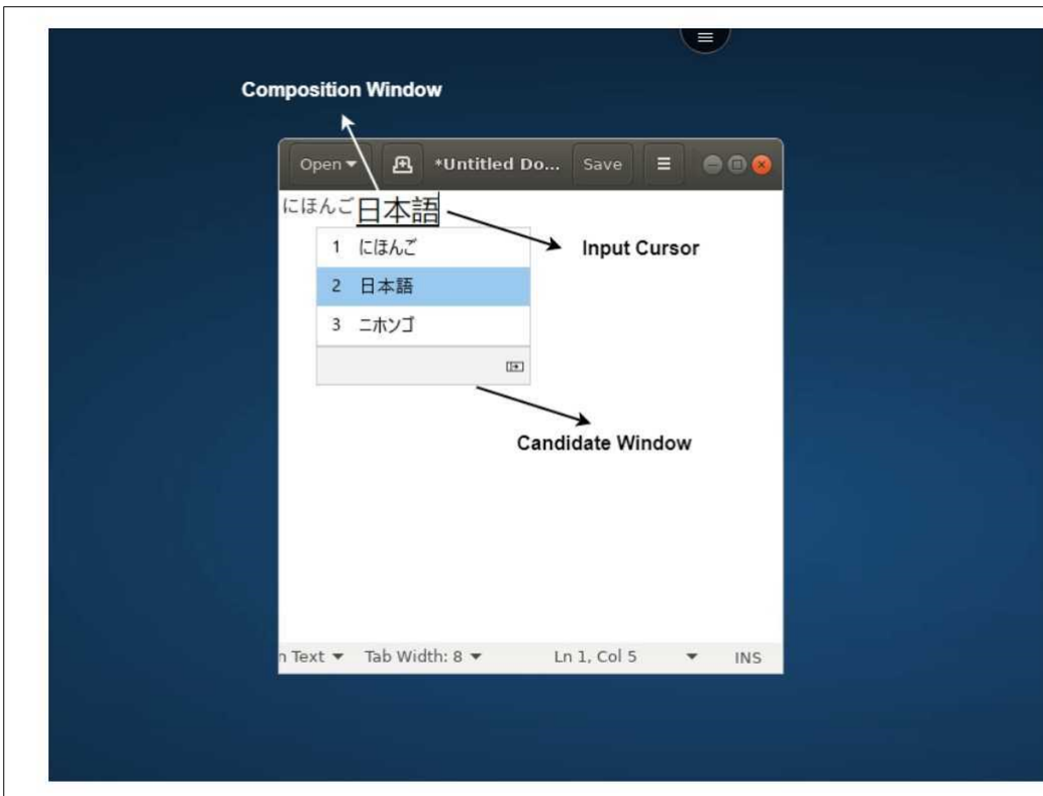 Composition Window
Open *Untitled Do... Save
にほんご日本語
Input Cursor
1 にほんご
2 日本語
3 ニホンゴ
Candidate Window
n Text Tab Width: 8 Ln 1, Col 5 INS